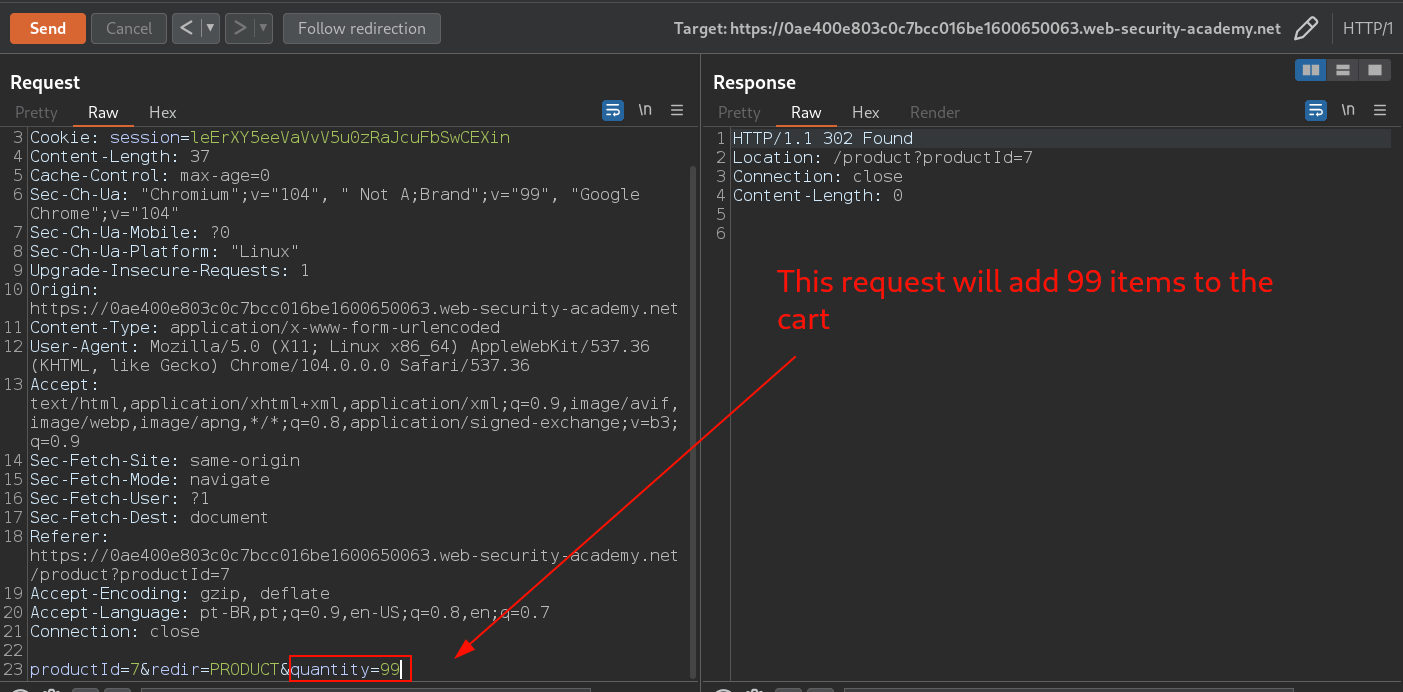 Send
Cancel
Follow redirection
Target: https://0ae400e803c0c7bcc016be1600650063.web-security-academy.net
HTTP/1
Request
Pretty Raw Hex
\n
3 Cookie: session=leErXY5eeVaVvV5u0zRaJcuFbSwCEXin
4 Content-Length: 37
5 Cache-Control: max-age=0
6 Sec-Ch-Ua: "Chromium";v="104", " Not A;Brand";v="99", "Google
Chrome";v="104"
7 Sec-Ch-Ua-Mobile: ?0
8 Sec-Ch-Ua-Platform: "Linux"
9 Upgrade-Insecure-Requests: 1
10 Origin:
https://0ae400e803c0c7bcc016be1600650063.web-security-academy.net
11 Content-Type: application/x-www-form-urlencoded
12 User-Agent: Mozilla/5.0 (X11; Linux x86_64) AppleWebKit/537.36
(KHTML, like Gecko) Chrome/104.0.0.0 Safari/537.36
13 Accept:
text/html,application/xhtml+xml,application/xml;q=0.9,image/avif,
image/webp,image/apng,*/*;q=0.8,application/signed-exchange;v=b3;
q=0.9
14 Sec-Fetch-Site: same-origin
15 Sec-Fetch-Mode: navigate
16 Sec-Fetch-User: ?1
17 Sec-Fetch-Dest: document
18 Referer:
https://0ae400e803c0c7bcc016be1600650063.web-security-academy.net
/product?productId=7
19 Accept-Encoding: gzip, deflate
20 Accept-Language: pt-BR,pt;q=0.9,en-US;q=0.8,en;q=0.7
21 Connection: close
22
23 productId=7&redir=PRODUCT&quantity=99
Response
Pretty Raw Hex Render
\n
1 HTTP/1.1 302 Found
2 Location: /product?productId=7
3 Connection: close
4 Content-Length: 0
5
6
This request will add 99 items to the
cart